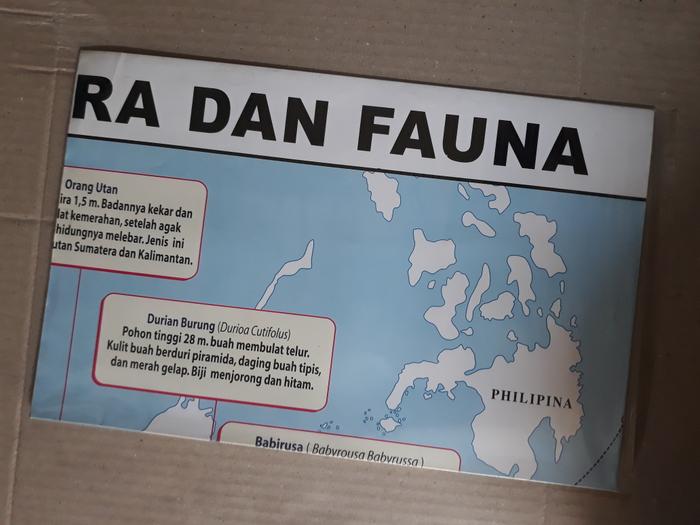 RA DAN FAUNA
Orang Utan
ira 1,5 m. Badannya kekar dan
lat kemerahan, setelah agak
hidungnya melebar. Jenis ini
utan Sumatera dan Kalimantan.
Durian Burung (Durioa Cutifolus)
Pohon tinggi 28 m. buah membulat telur.
Kulit buah berduri piramida, daging buah tipis,
dan merah gelap. Biji menjorong dan hitam.
PHILIPINA
Babirusa ( Babyrousa Babyrussa )